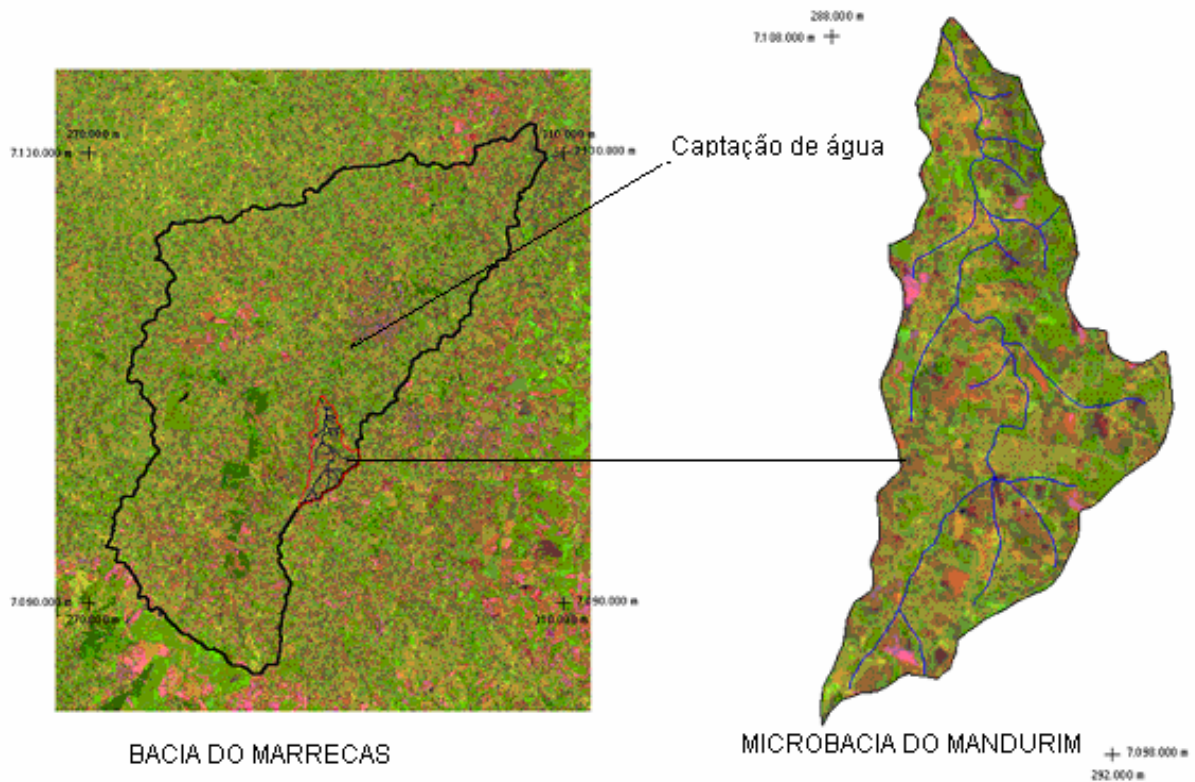 288.000 m
7.108.000 m
270.000 m
310.000 m
7.130.000 m
7.130.000 m
Captação de água
7.090.000 m
7.090.000 m
270.000 m
310.000 m
BACIA DO MARRECAS
MICROBACIA DO MANDURIM
7.098.000 m
292.000 m